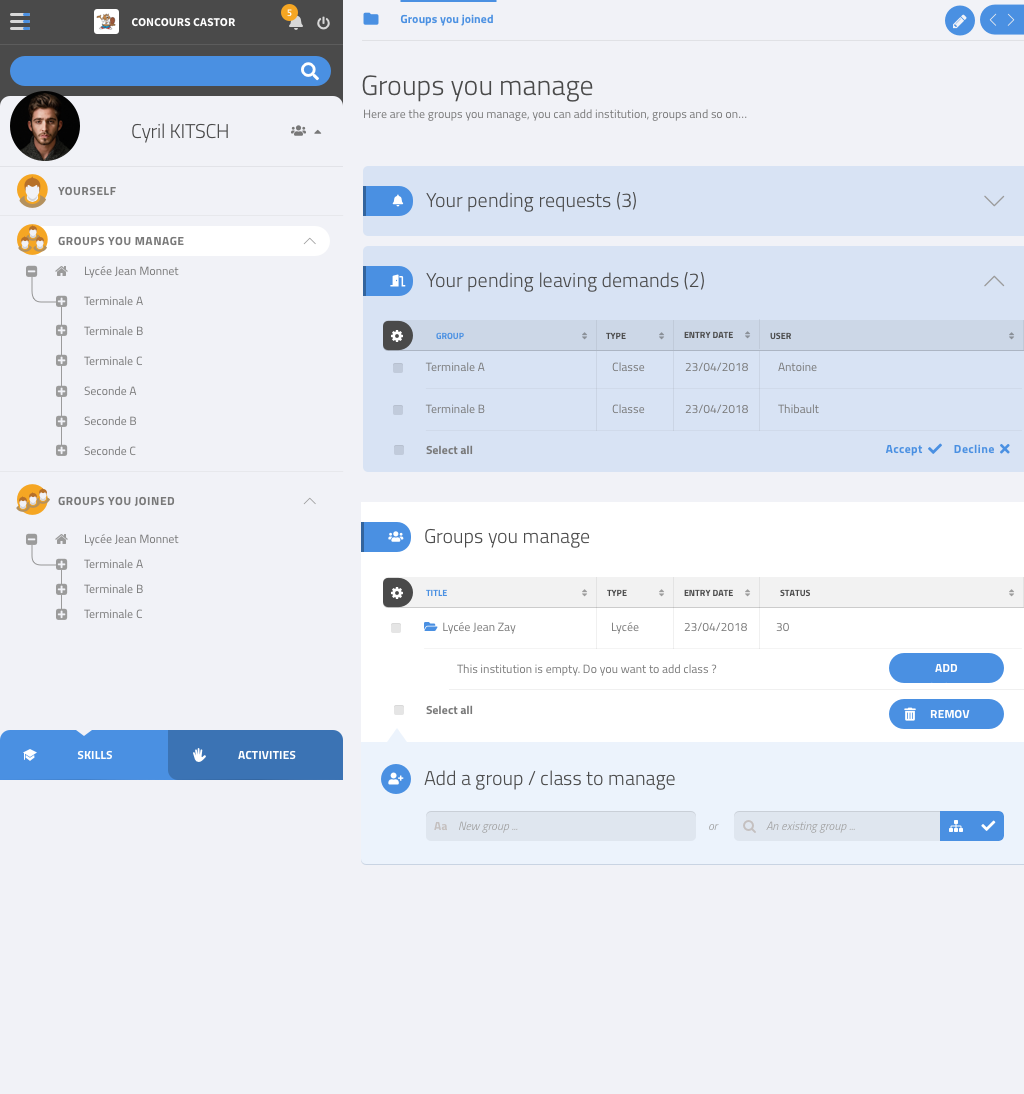 CONCOURS CASTOR
5
Cyril KITSCH
YOURSELF
GROUPS YOU MANAGE
Lycée Jean Monnet
Terminale A
Terminale B
Terminale C
Seconde A
Seconde B
Seconde C
GROUPS YOU JOINED
Lycée Jean Monnet
Terminale A
Terminale B
Terminale C
SKILLS
ACTIVITIES
Groups you joined
Groups you manage
Here are the groups you manage, you can add institution, groups and so on...
Your pending requests (3)
Your pending leaving demands (2)
GROUP TYPE ENTRY DATE USER
Terminale A Classe 23/04/2018 Antoine
Terminale B Classe 23/04/2018 Thibault
Select all Accept Decline
Groups you manage
TITLE TYPE ENTRY DATE STATUS
Lycée Jean Zay Lycée 23/04/2018 30
This institution is empty. Do you want to add class ? ADD
Select all REMOV
Add a group / class to manage
Aa New group ... or An existing group ...